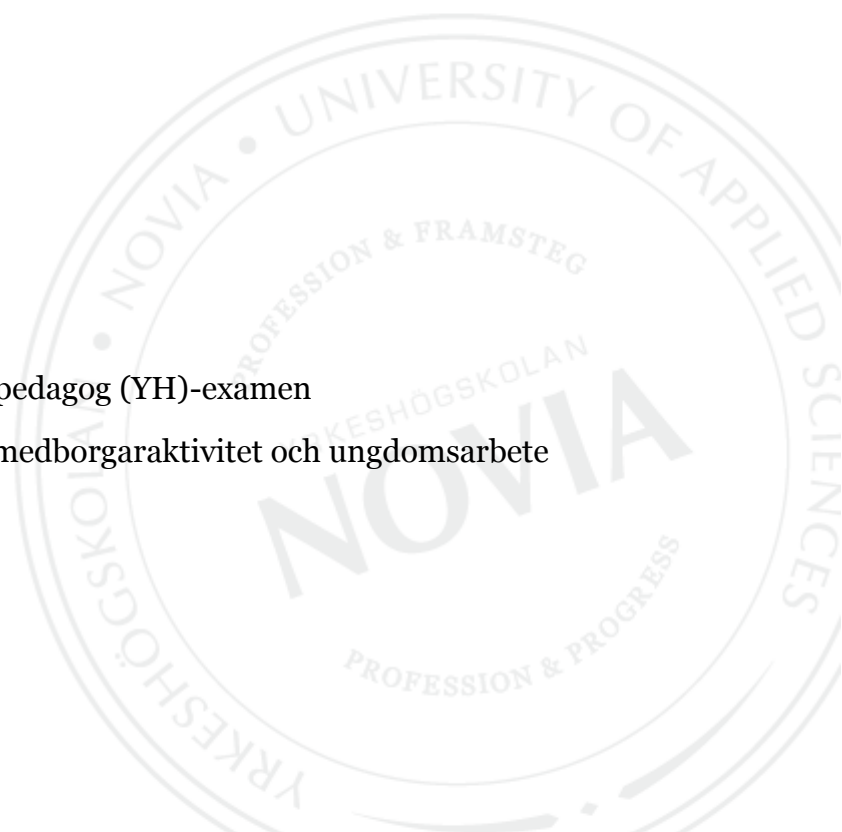 pedagog (YH)-examen
medborgaraktivitet och ungdomsarbete
YRKESHÖGSKOLAN • NOVIA • UNIVERSITY OF APPLIED SCIENCES
PROFESSION & FRAMSTEG
YRKESHÖGSKOLAN
NOVIA
PROFESSION & PROGRESS